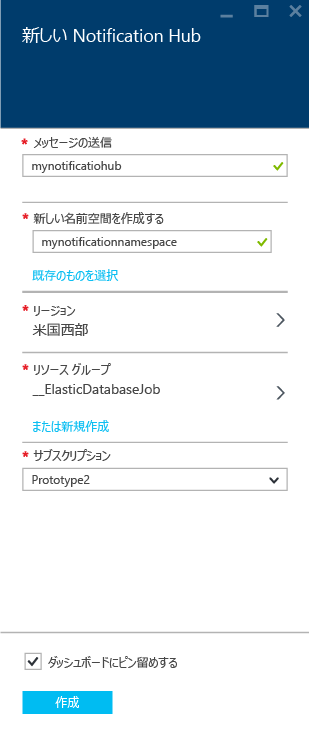 新しい Notification Hub
* メッセージの送信
mynotificatiohub
* 新しい名前空間を作成する
mynotificationnamespace
既存のものを選択
* リージョン
米国西部
* リソース グループ
__ElasticDatabaseJob
または新規作成
* サブスクリプション
Prototype2
ダッシュボードにピン留めする
作成